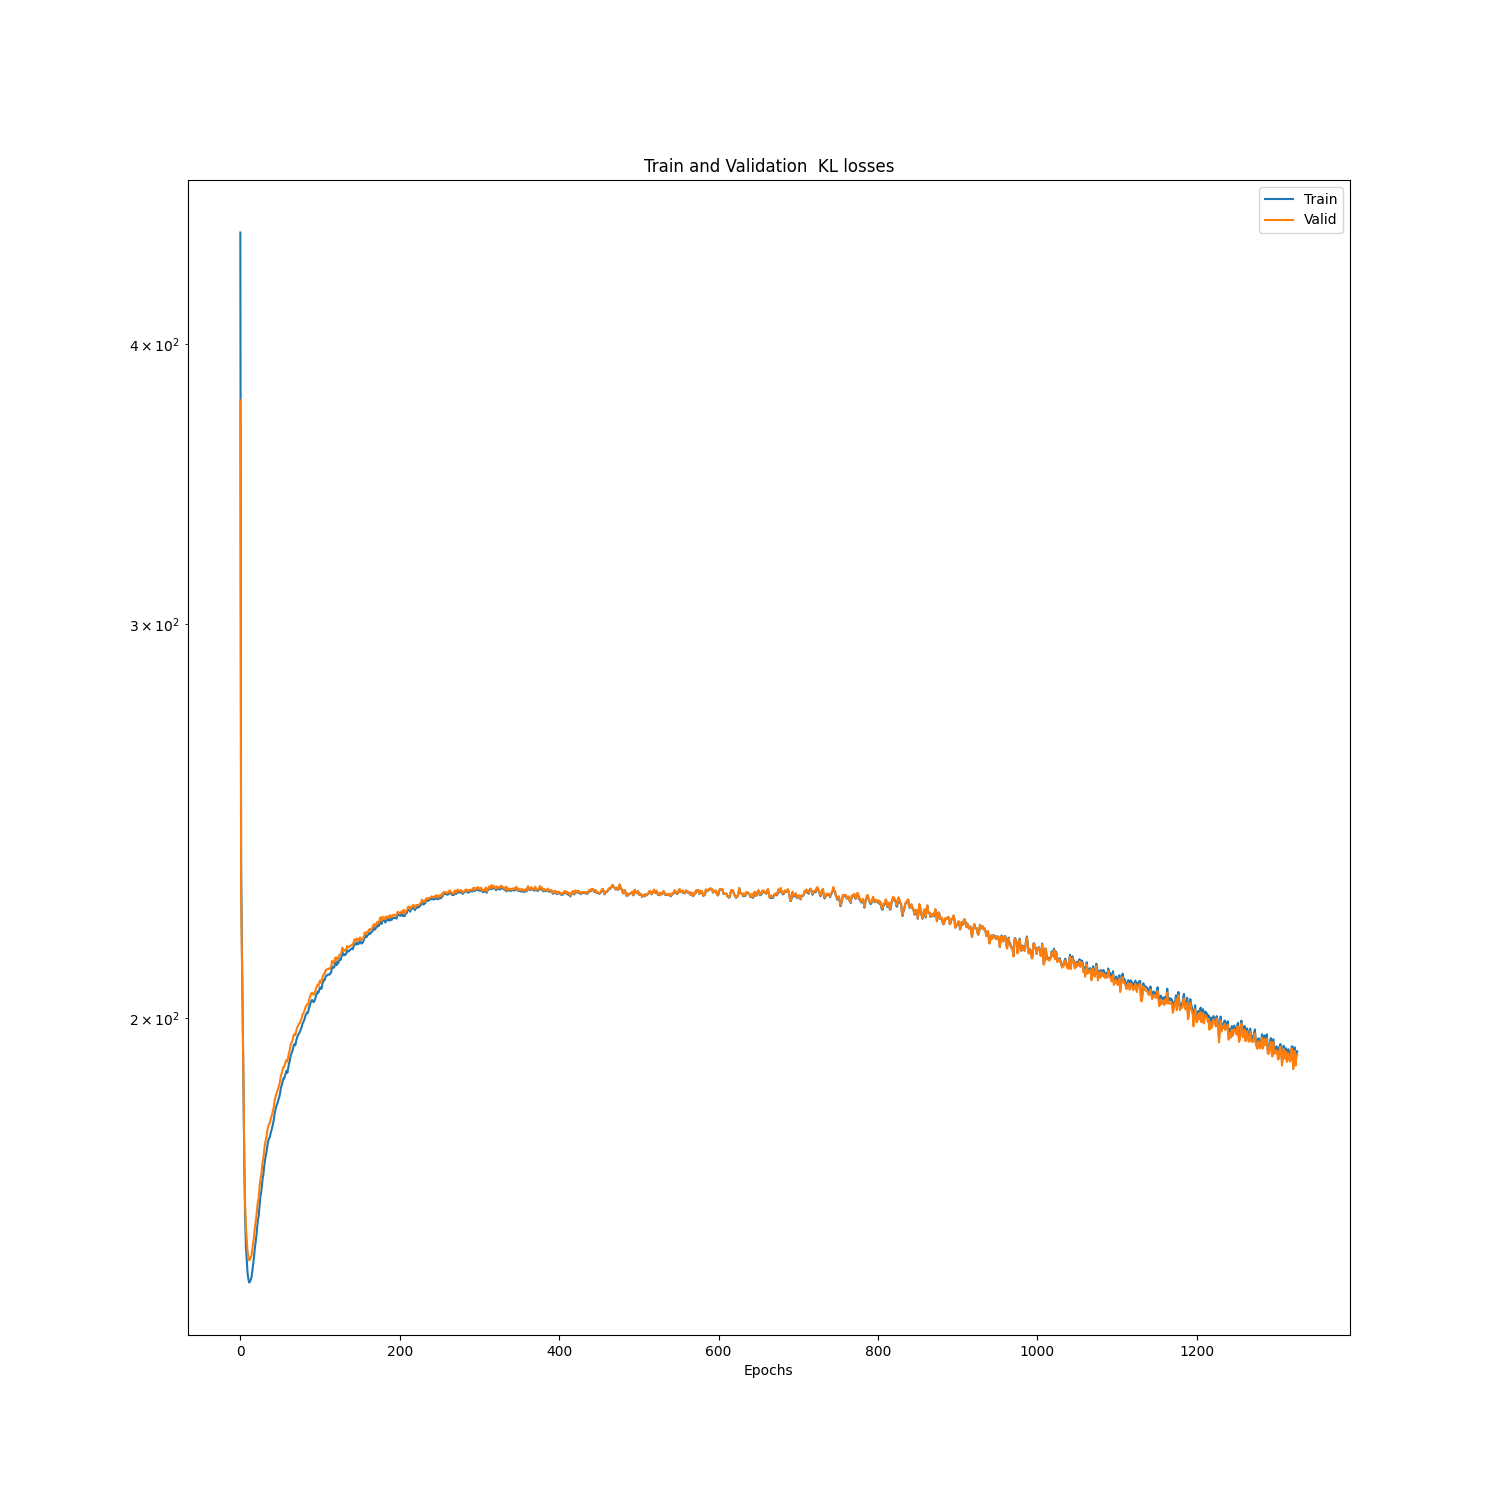 Train and Validation  KL losses
Train
Valid
4 × 10²
3 × 10²
2 × 10²
0 200 400 600 800 1000 1200
Epochs